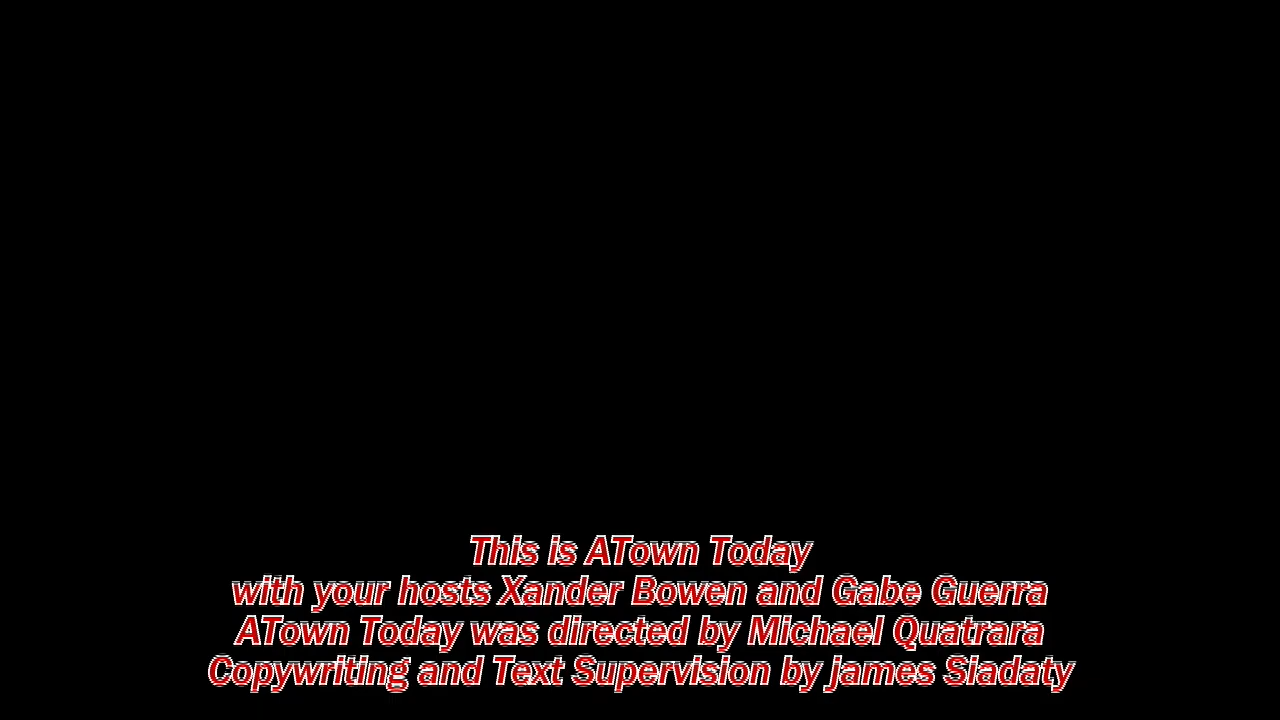 This is ATown Today
with your hosts Xander Bowen and Gabe Guerra
ATown Today was directed by Michael Quatrara
Copywriting and Text Supervision by james Siadaty